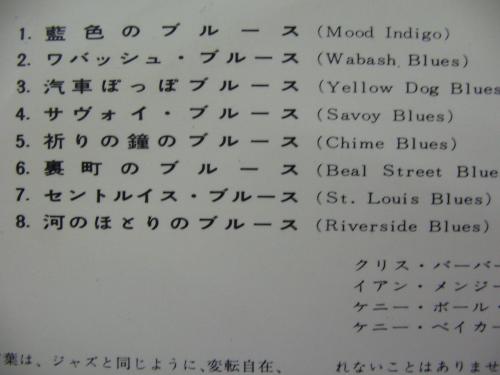 1. 藍色のブルース (Mood Indigo)
2. ワバッシュ・ブルース (Wabash Blues)
3. 汽車ぽっぽブルース (Yellow Dog Blues
4. サヴォイ・ブルース (Savoy Blues)
5. 祈りの鐘のブルース (Chime Blues)
6. 裏町のブルース (Beal Street Blue
7. セントルイス・ブルース (St. Louis Blues)
8. 河のほとりのブルース (Riverside Blues)
クリス・バーバー
イアン・メンジー
ケニー・ボール・
ケニー・ベイカー
葉は、ジャズと同じように、変転自在、
れないことはありませ